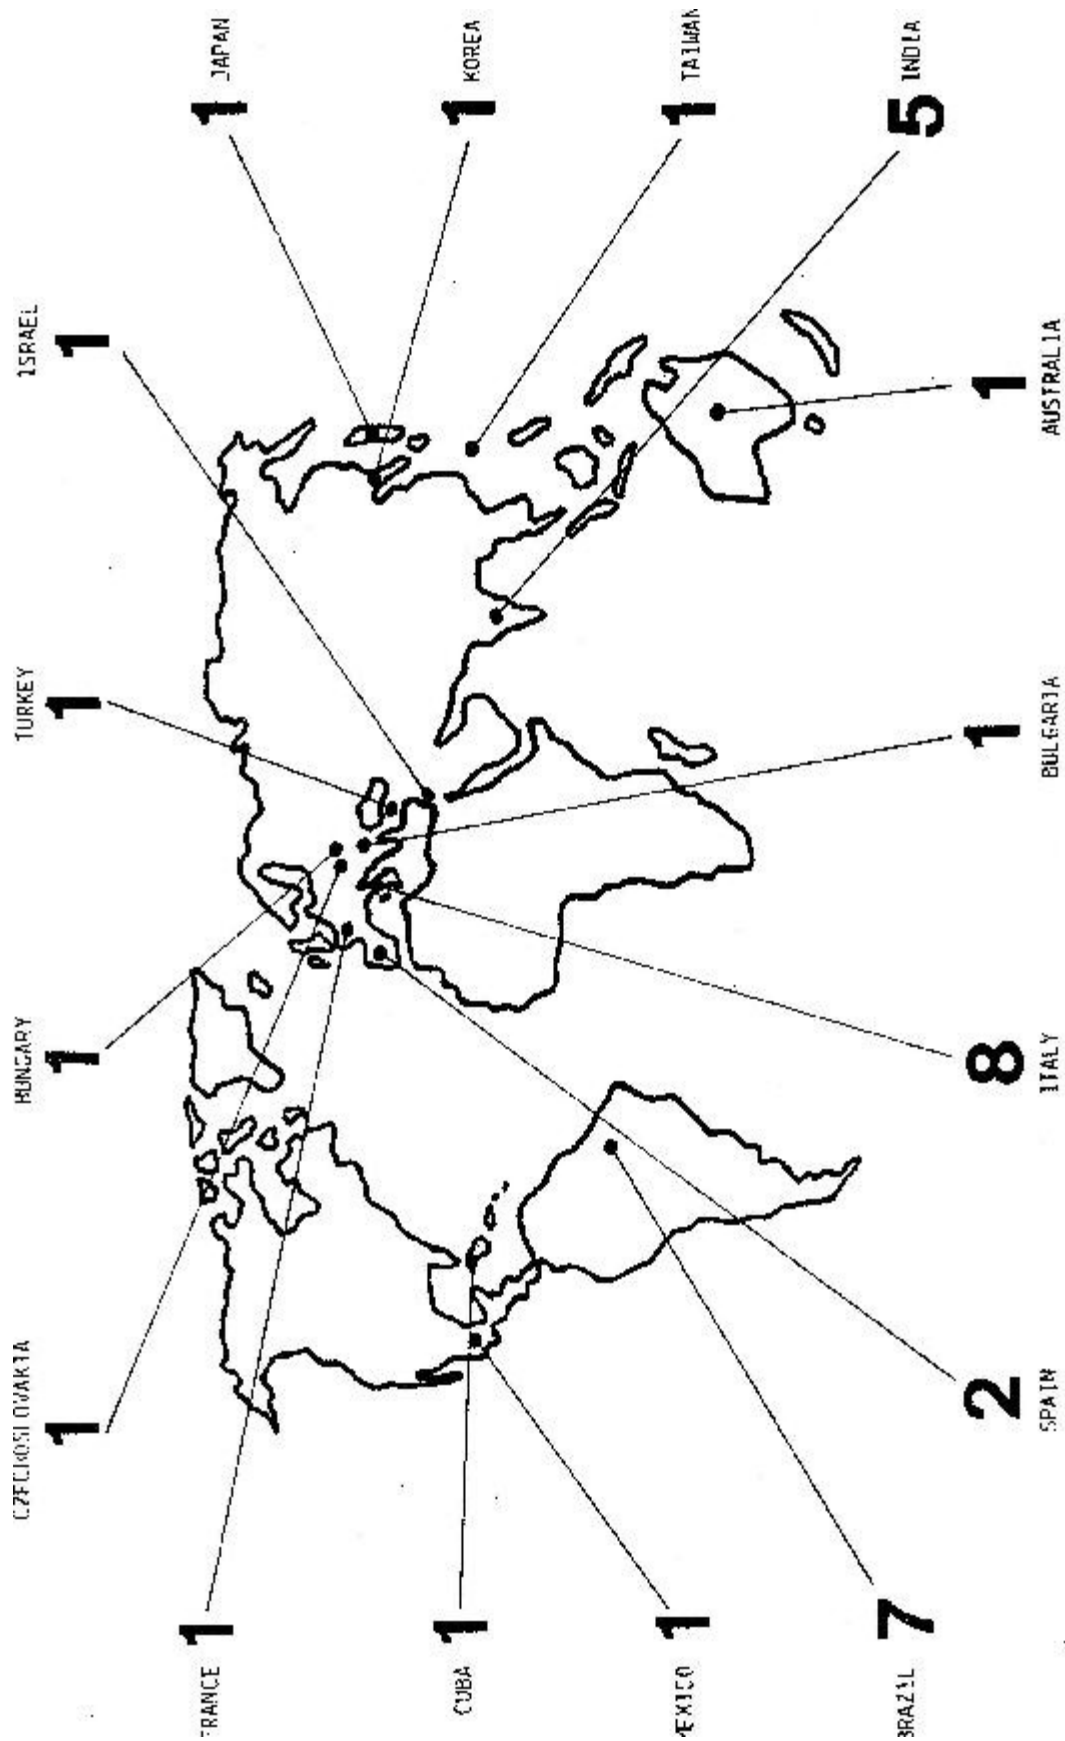 CZECHOSLOVAKIA
1
HUNGARY
1
TURKEY
1
ISRAEL
1
FRANCE
1
JAPAN
1
CUBA
1
KOREA
1
MEXICO
1
TAIWAN
1
BRAZIL
7
INDIA
5
2
SPAIN
8
ITALY
1
BULGARIA
1
AUSTRALIA